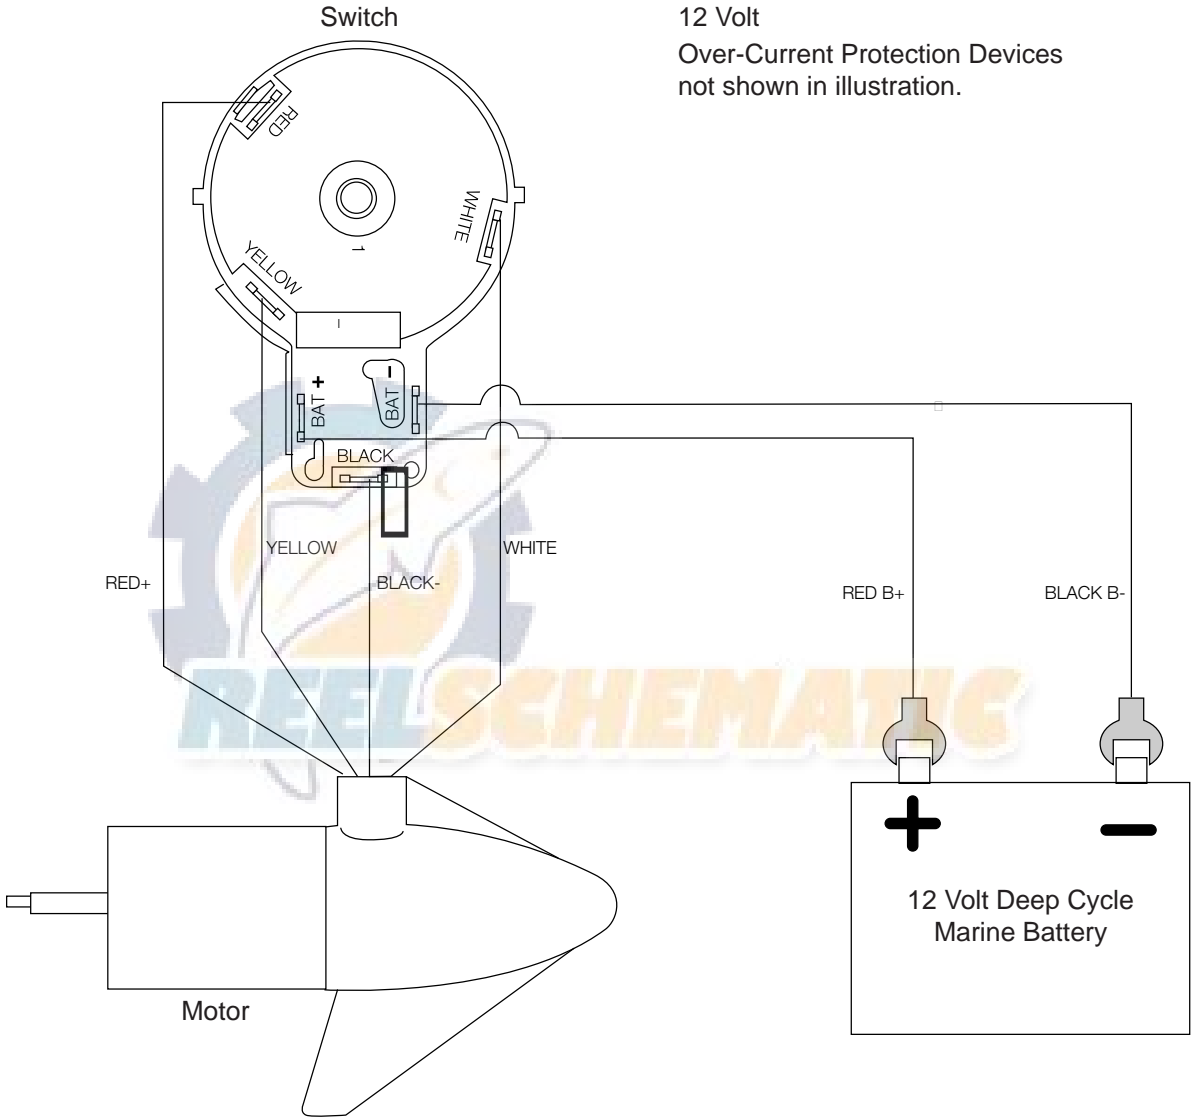 Switch
12 Volt
Over-Current Protection Devices
not shown in illustration.
RED
WHITE
1
YELLOW
BAT +
BAT –
BLACK
YELLOW
WHITE
RED+
BLACK-
RED B+
BLACK B-
REELSCHEMATIC
12 Volt Deep Cycle
Marine Battery
Motor